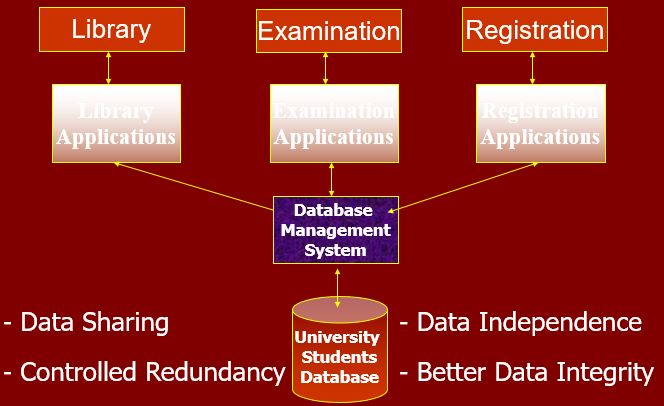 Library
Examination
Registration
Library
Applications
Examination
Applications
Registration
Applications
Database
Management
System
University
Students
Database
- Data Sharing
- Controlled Redundancy
- Data Independence
- Better Data Integrity